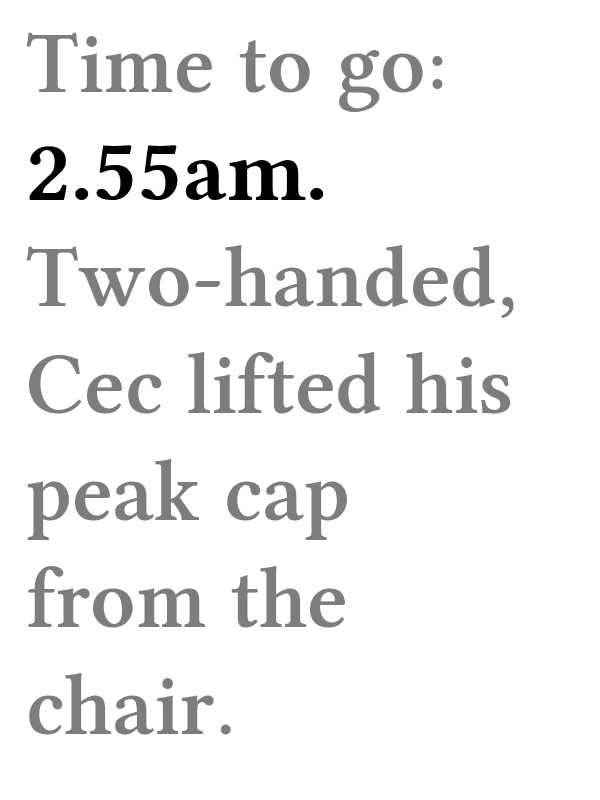 Time to go:
2.55am.
Two-handed,
Cec lifted his
peak cap
from the
chair.